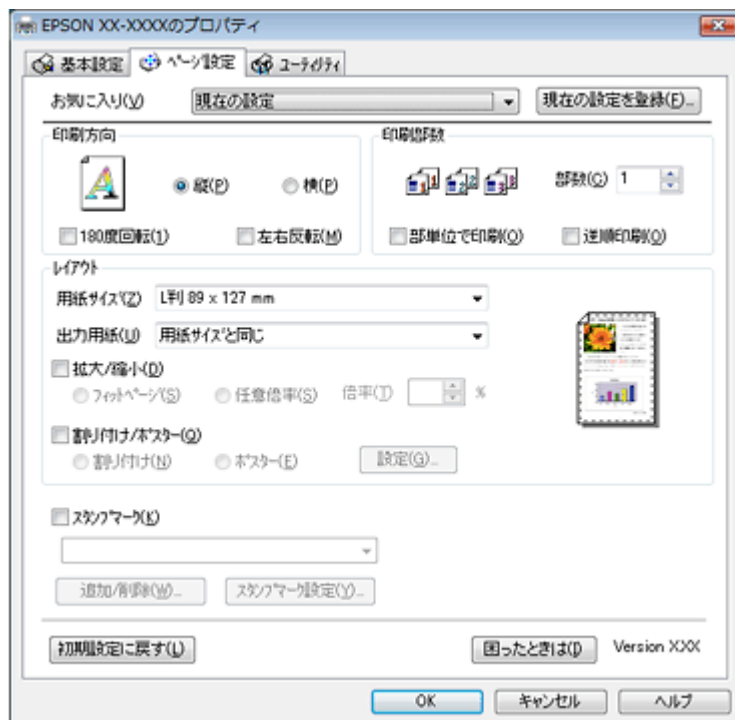 EPSON XX-XXXXのプロパティ
基本設定 ページ設定 ユーティリティ
お気に入り(V) 現在の設定 現在の設定を登録(F)...
印刷方向 印刷部数
縦(P) 横(P) 部数(C) 1
180度回転(1) 左右反転(M) 部単位で印刷(O) 逆順印刷(O)
レイアウト
用紙サイズ(Z) L判 89 x 127 mm
出力用紙(U) 用紙サイズと同じ
拡大/縮小(D)
フィットページ(S) 任意倍率(S) 倍率(T) %
割り付け/ポスター(Q)
割り付け(N) ポスター(E) 設定(G)...
スタンプマーク(K)
追加/削除(W)... スタンプマーク設定(Y)...
初期設定に戻す(L) 困ったときは(I) Version X.XX
OK キャンセル ヘルプ